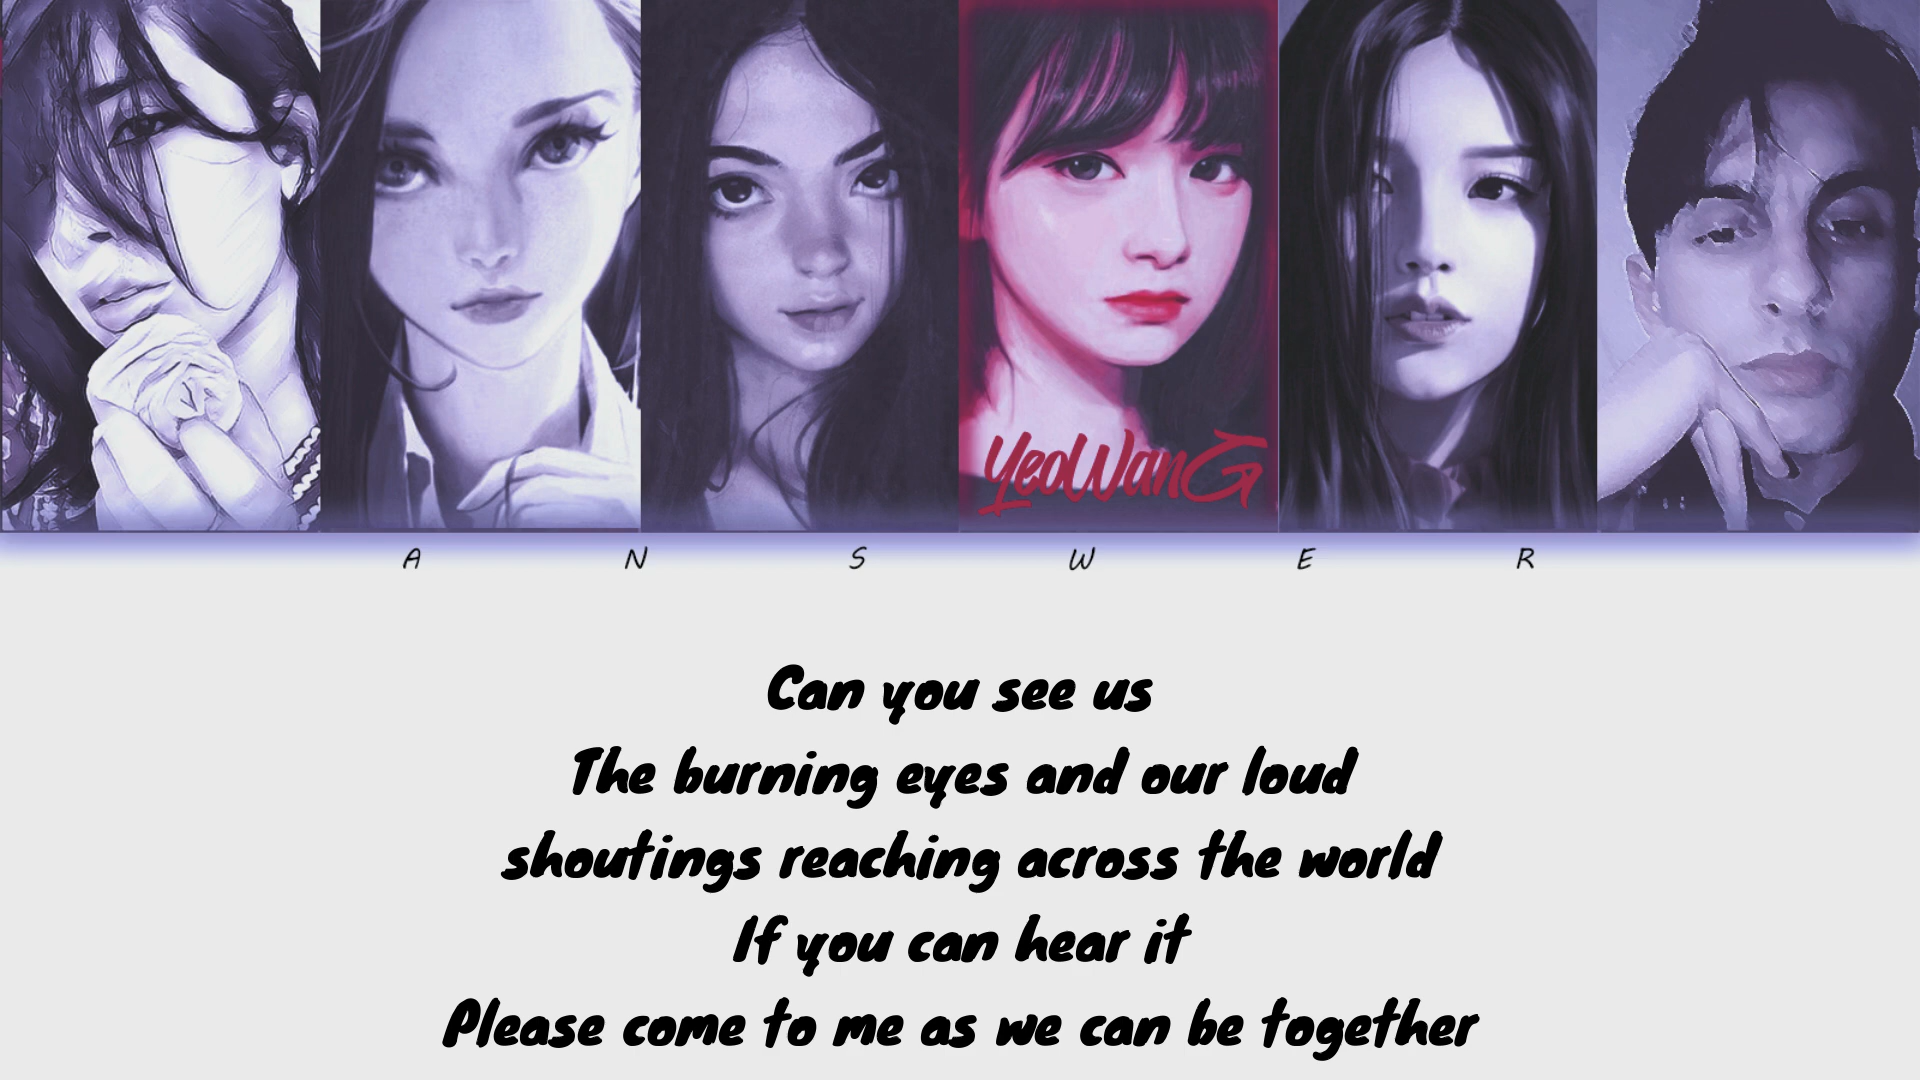 YeoWanG
A N S W E R
Can you see us
The burning eyes and our loud
shoutings reaching across the world
If you can hear it
Please come to me as we can be together